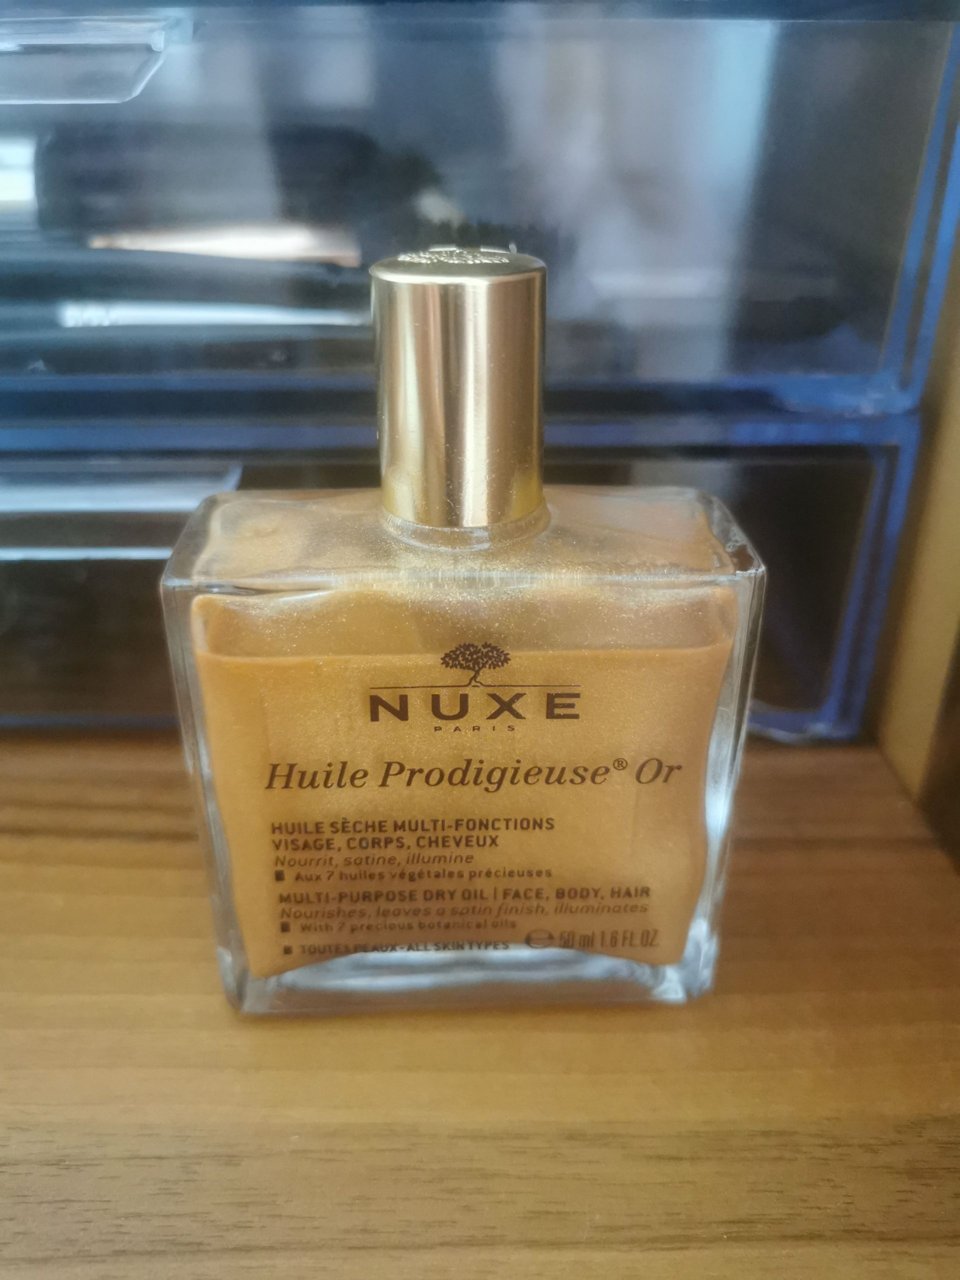 NUXE
PARIS
Huile Prodigieuse® Or
HUILE SÈCHE MULTI-FONCTIONS
VISAGE, CORPS, CHEVEUX
Nourrit, satine, illumine
Aux 7 huiles végétales précieuses
MULTI-PURPOSE DRY OIL | FACE, BODY, HAIR
Nourishes, leaves a satin finish, illuminates
With 7 precious botanical oils
TOUTES PEAUX - ALL SKIN TYPES ℮ 50 ml 1.6 FL. OZ.